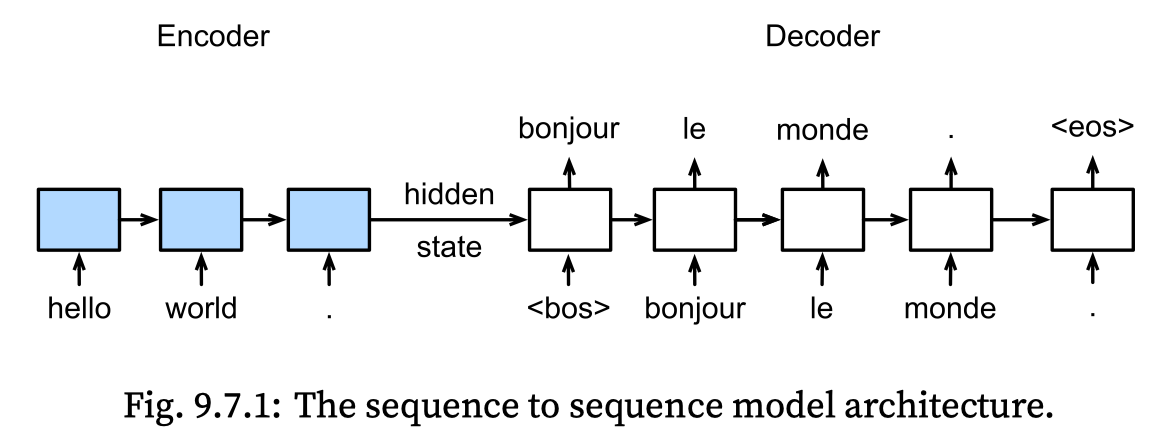 Encoder Decoder
bonjour le monde . <eos>
hidden
state
hello world . <bos> bonjour le monde .
Fig. 9.7.1: The sequence to sequence model architecture.